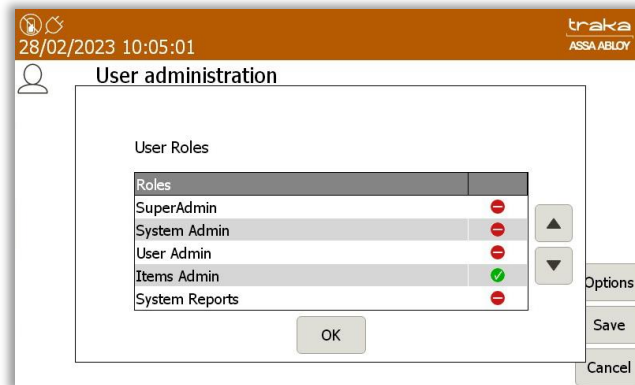 traka
28/02/2023 10:05:01
ASSA ABLOY
User administration
User Roles
Roles
SuperAdmin
System Admin
User Admin
Items Admin
System Reports
Options
OK
Save
Cancel